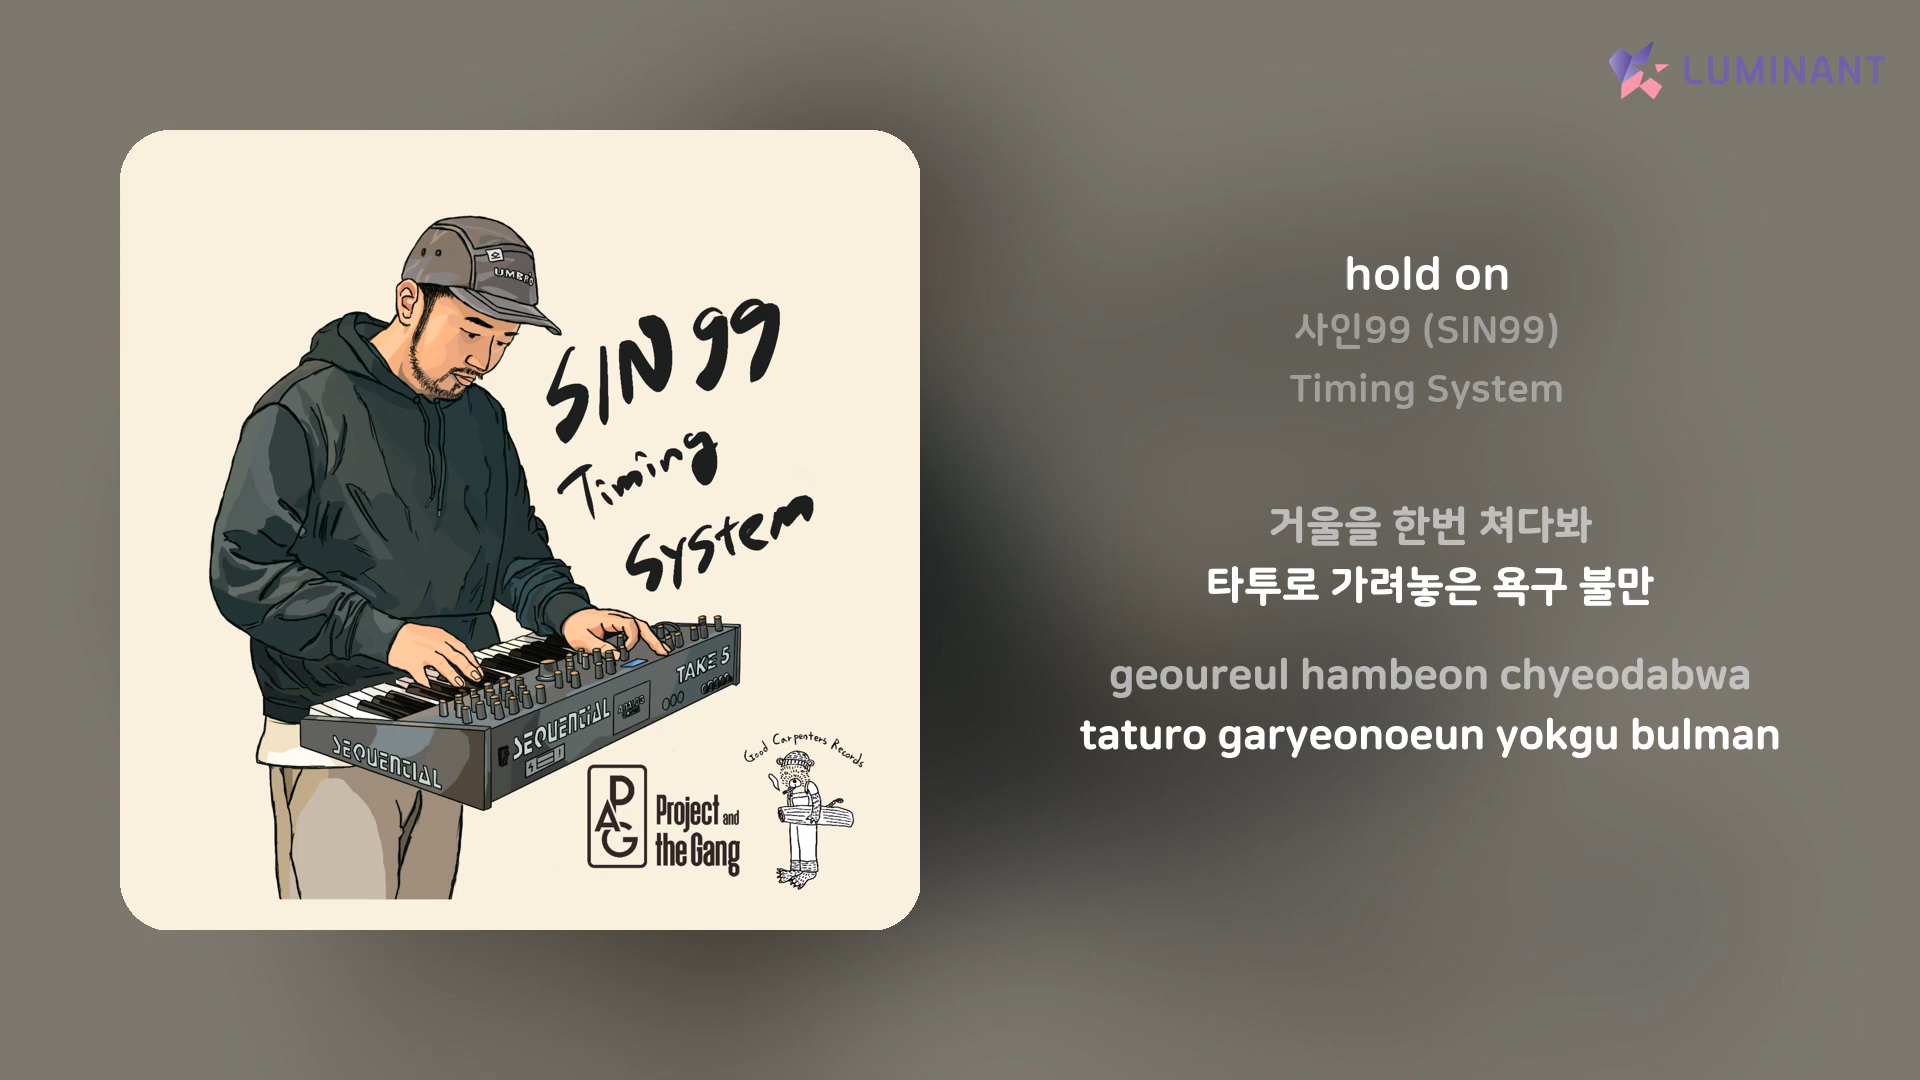 LUMINANT
UMBRO
SIN99
Timing
System
TAKE 5
SEQUENTIAL
SEQUENTIAL
Good Carpenters Records
PAG
Project and
the Gang
hold on
사인99 (SIN99)
Timing System
거울을 한번 쳐다봐
타투로 가려놓은 욕구 불만
geoureul hambeon chyeodabwa
taturo garyeonoeun yokgu bulman